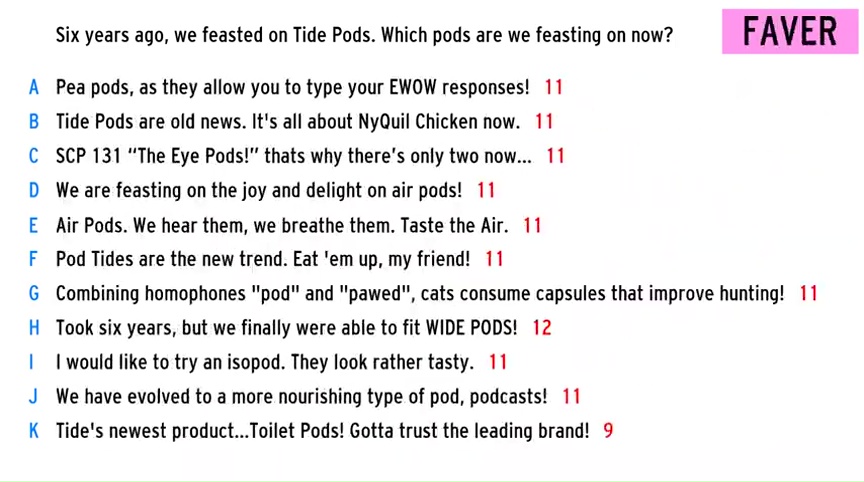 Six years ago, we feasted on Tide Pods. Which pods are we feasting on now?
FAVER
A Pea pods, as they allow you to type your EWOW responses! 11
B Tide Pods are old news. It's all about NyQuil Chicken now. 11
C SCP 131 “The Eye Pods!” thats why there’s only two now... 11
D We are feasting on the joy and delight on air pods! 11
E Air Pods. We hear them, we breathe them. Taste the Air. 11
F Pod Tides are the new trend. Eat 'em up, my friend! 11
G Combining homophones "pod" and "pawed", cats consume capsules that improve hunting! 11
H Took six years, but we finally were able to fit WIDE PODS! 12
I I would like to try an isopod. They look rather tasty. 11
J We have evolved to a more nourishing type of pod, podcasts! 11
K Tide's newest product...Toilet Pods! Gotta trust the leading brand! 9